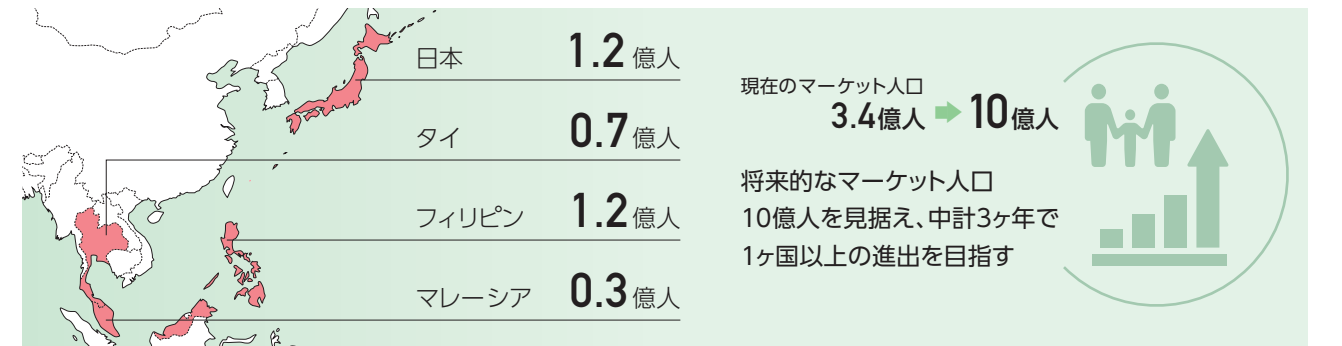 日本 1.2億人
タイ 0.7億人
フィリピン 1.2億人
マレーシア 0.3億人
現在のマーケット人口
3.4億人 10億人
将来的なマーケット人口
10億人を見据え、中計3ヶ年で
1ヶ国以上の進出を目指す